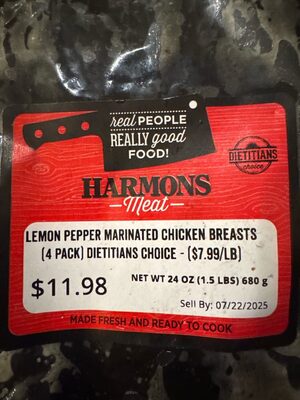 real PEOPLE
REALLY good
FOOD!
DIETITIANS
choice
HARMONS
Meat
LEMON PEPPER MARINATED CHICKEN BREASTS
(4 PACK) DIETITIANS CHOICE - ($7.99/LB)
$11.98
NET WT 24 OZ (1.5 LBS) 680 g
Sell By: 07/22/2025
MADE FRESH AND READY TO COOK